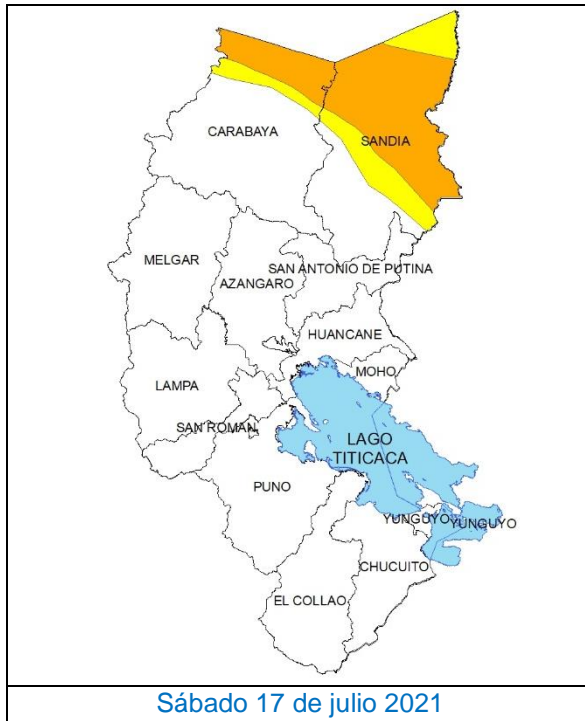 CARABAYA
SANDIA
MELGAR
AZANGARO
SAN ANTONIO DE PUTINA
HUANCANE
MOHO
LAMPA
SAN ROMAN
LAGO
TITICACA
PUNO
YUNGUYO
YUNGUYO
CHUCUITO
EL COLLAO
Sábado 17 de julio 2021